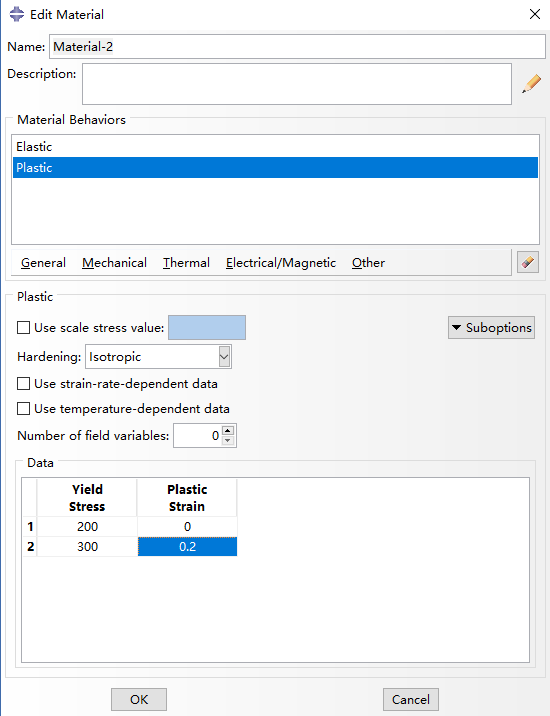 Edit Material
Name: Material-2
Description:
Material Behaviors
Elastic
Plastic
General Mechanical Thermal Electrical/Magnetic Other
Plastic
Use scale stress value:
Suboptions
Hardening: Isotropic
Use strain-rate-dependent data
Use temperature-dependent data
Number of field variables: 0
Data
Yield Stress Plastic Strain
1 200 0
2 300 0.2
OK Cancel